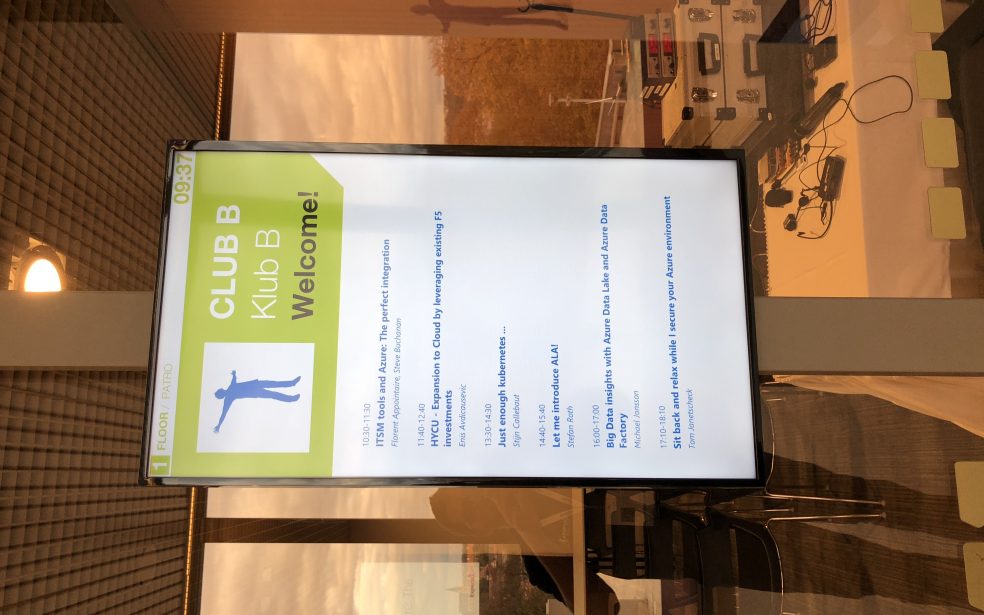 1 FLOOR / PATRO
09:37
CLUB B
Klub B
Welcome!
10:30-11:30
ITSM tools and Azure: The perfect integration
Florent Appointaire, Steve Buchanan
11:40-12:40
HYCU - Expansion to Cloud by leveraging existing F5
investments
Enis Avdicausevic
13:30-14:30
Just enough kubernetes ...
Stijn Callebaut
14:40-15:40
Let me introduce ALA!
Stefan Roth
16:00-17:00
Big Data insights with Azure Data Lake and Azure Data
Factory
Michael Jonsson
17:10-18:10
Sit back and relax while I secure your Azure environment
Tom Janetscheck